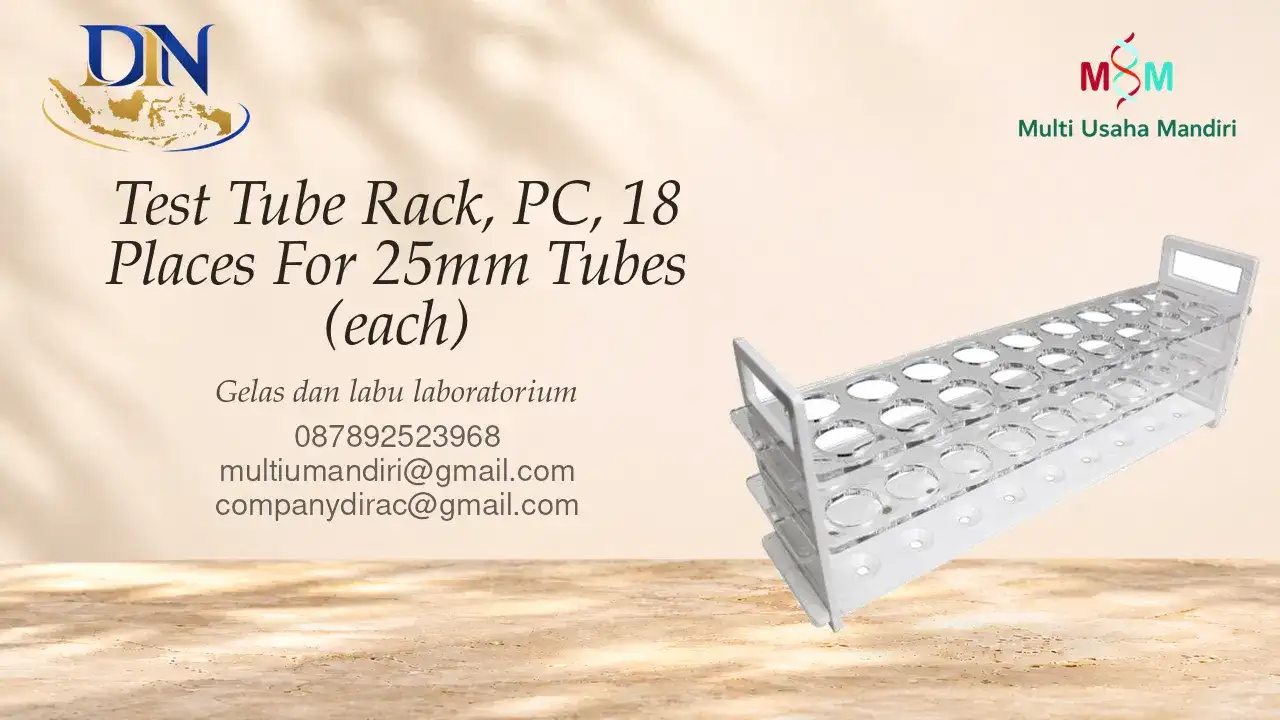 DIN
M M
Multi Usaha Mandiri
Test Tube Rack, PC, 18
Places For 25mm Tubes
(each)
Gelas dan labu laboratorium
087892523968
multiumandiri@gmail.com
companydirac@gmail.com